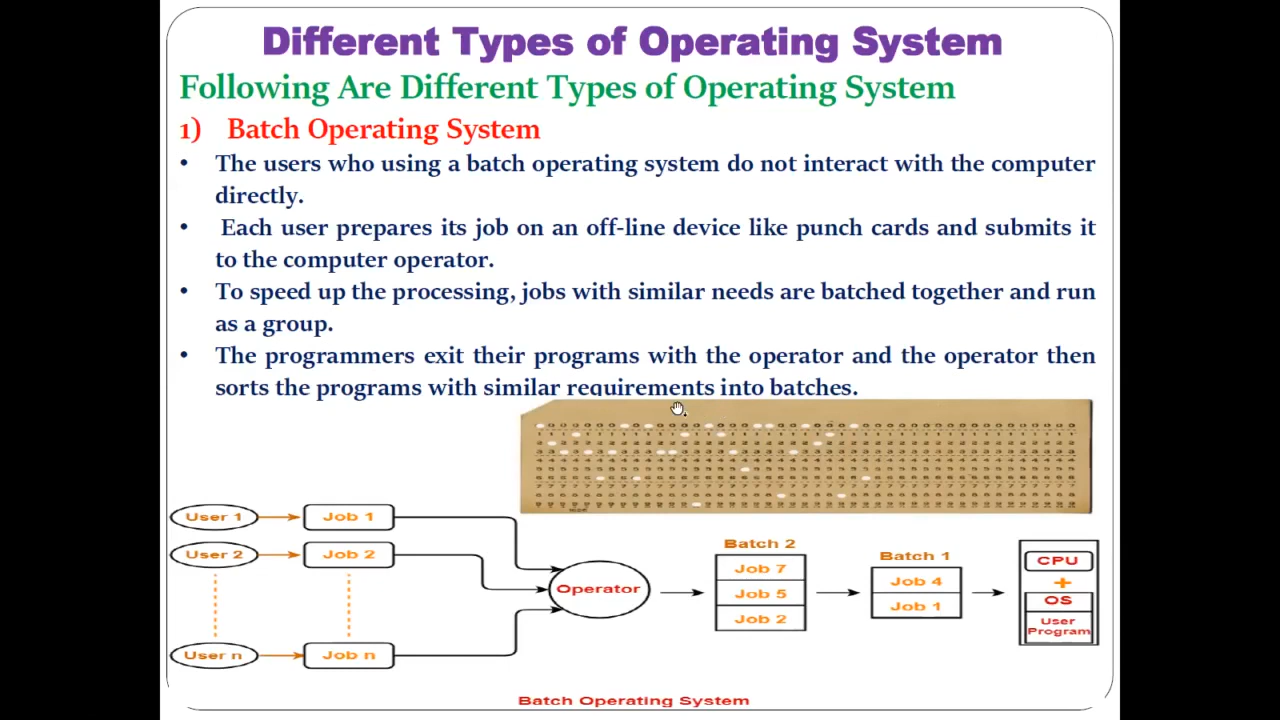 Different Types of Operating System
Following Are Different Types of Operating System
1) Batch Operating System
• The users who using a batch operating system do not interact with the computer
directly.
• Each user prepares its job on an off-line device like punch cards and submits it
to the computer operator.
• To speed up the processing, jobs with similar needs are batched together and run
as a group.
• The programmers exit their programs with the operator and the operator then
sorts the programs with similar requirements into batches.
User 1
Job 1
User 2
Job 2
User n
Job n
Operator
Batch 2
Job 7
Job 5
Job 2
Batch 1
Job 4
Job 1
CPU
+
OS
User
Program
Batch Operating System